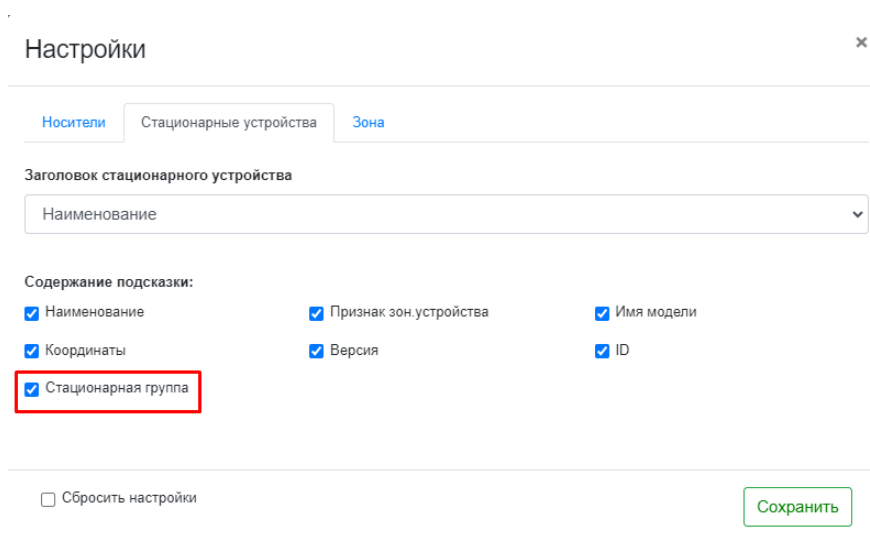 Настройки
×
Носители Стационарные устройства Зона
Заголовок стационарного устройства
Наименование
Содержание подсказки:
Наименование Признак зон.устройства Имя модели
Координаты Версия ID
Стационарная группа
Сбросить настройки
Сохранить